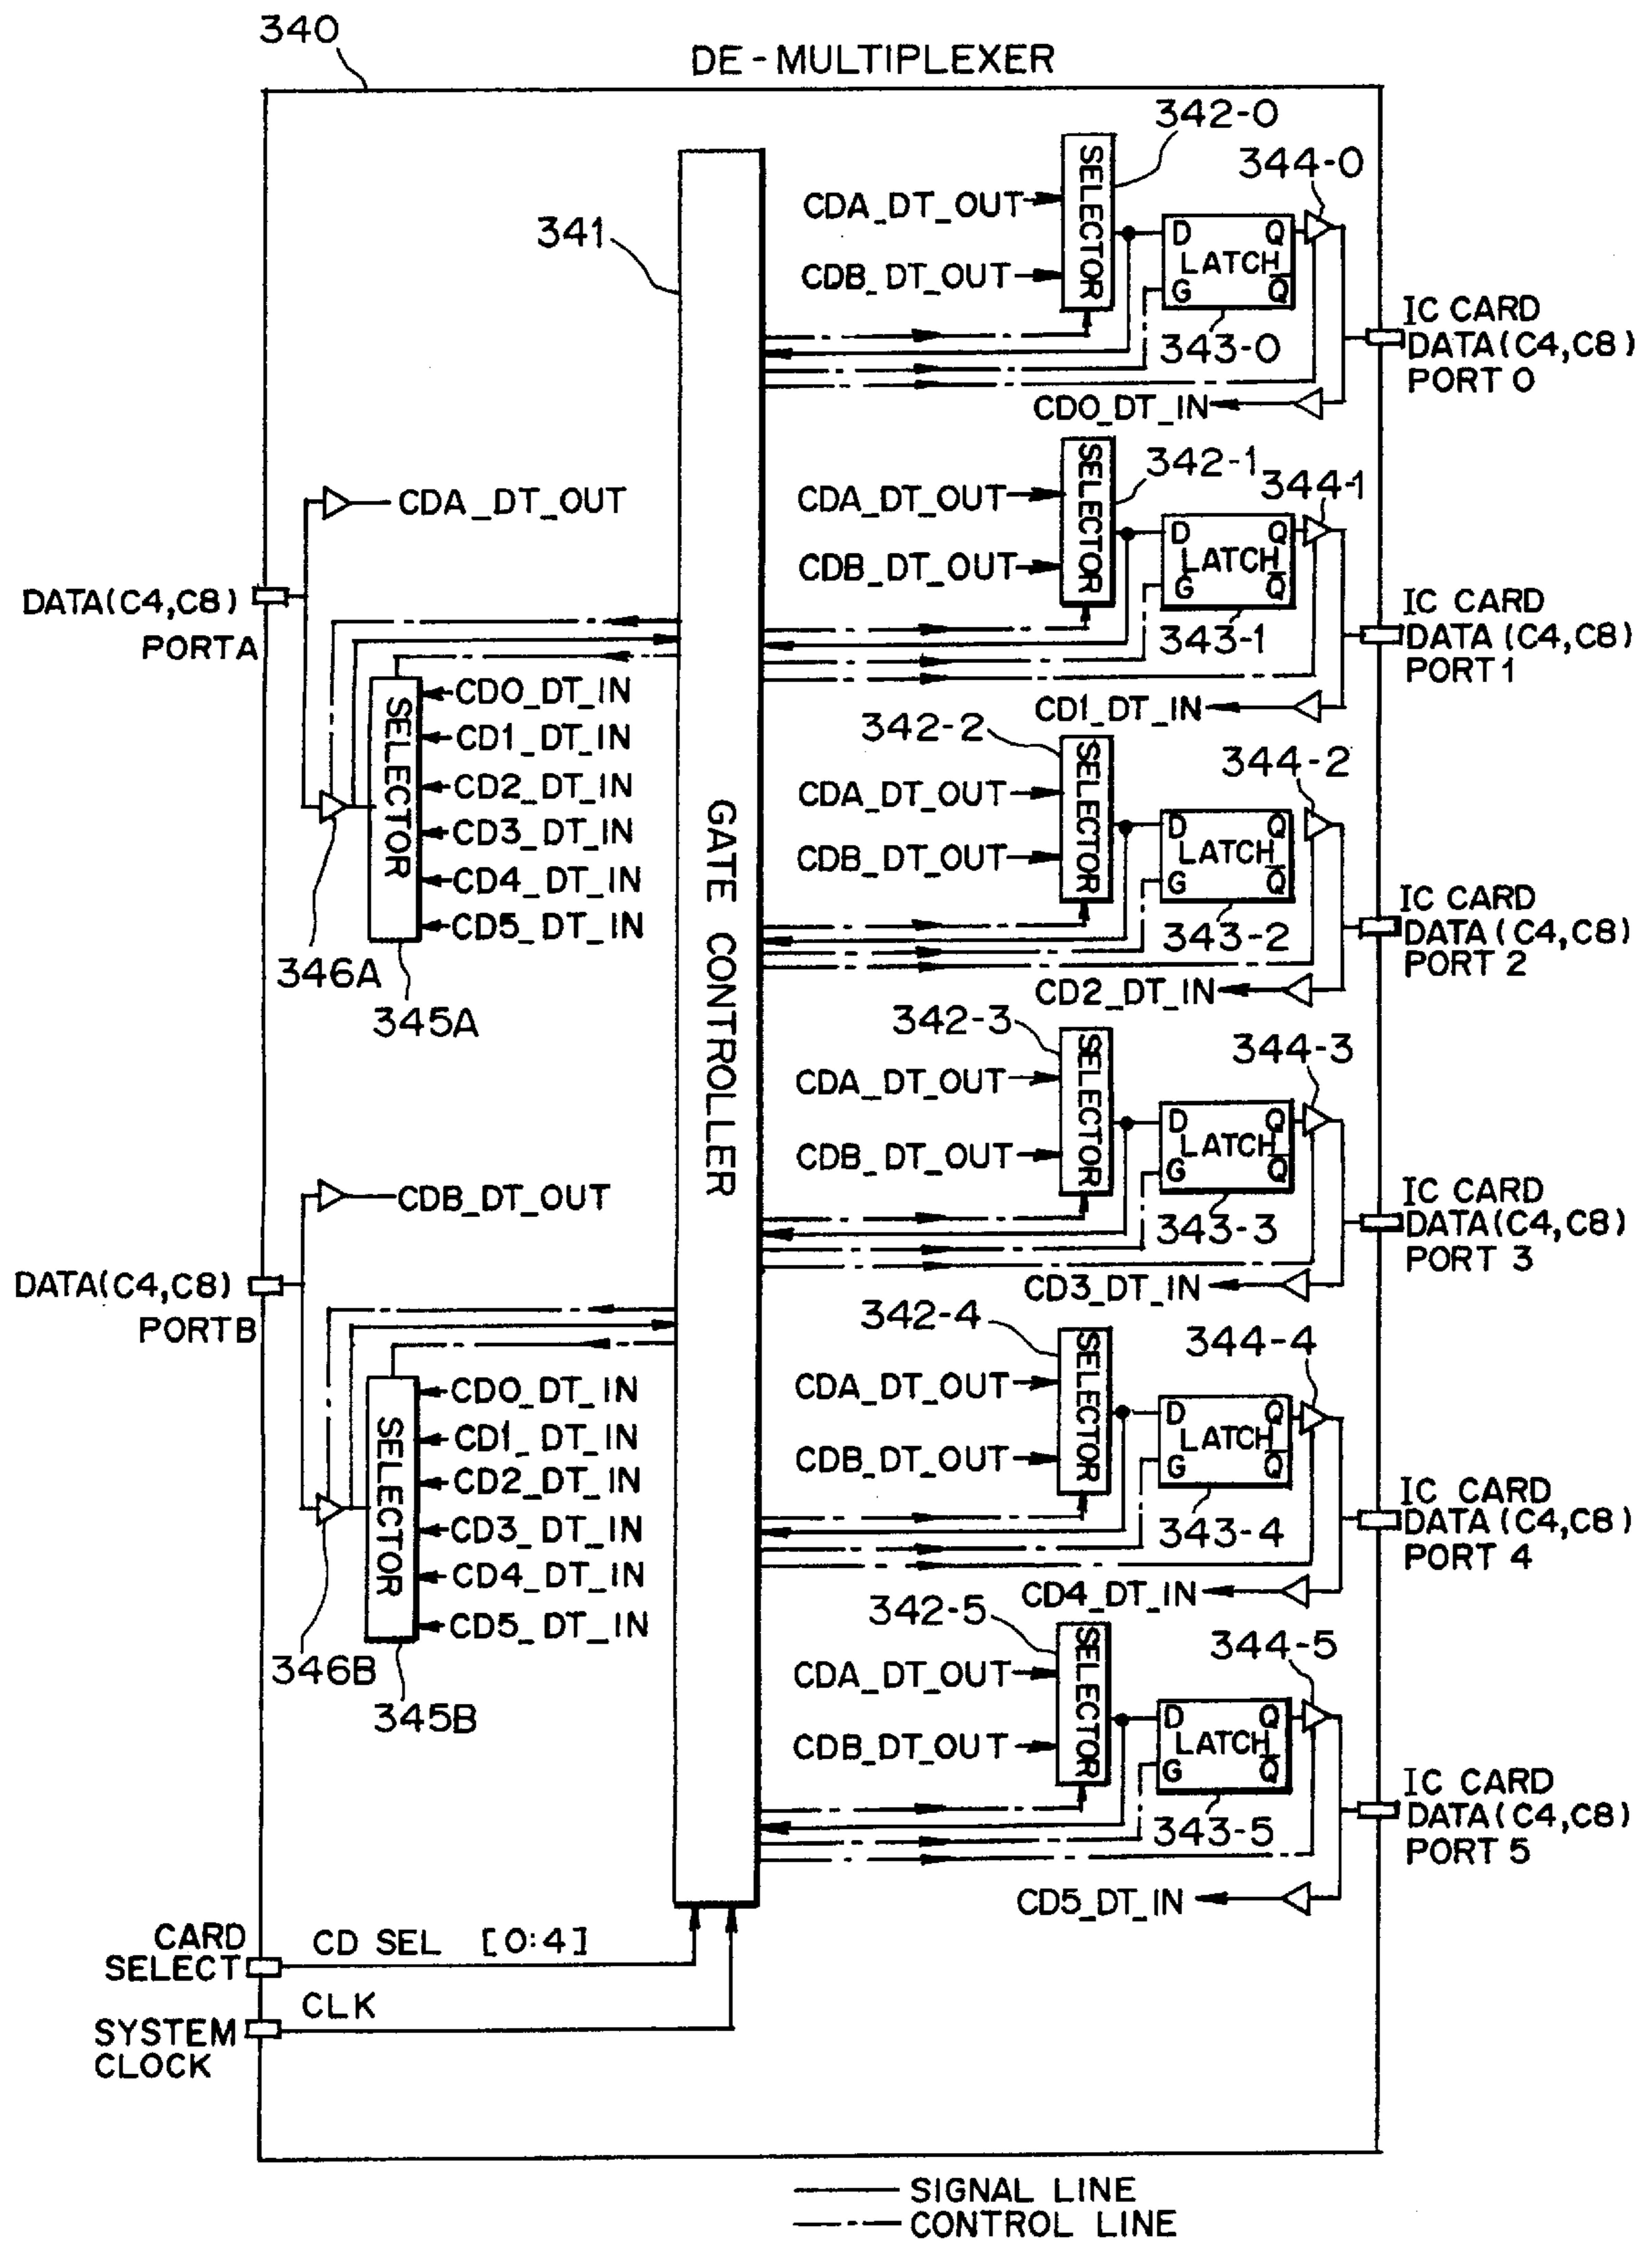 340
DE-MULTIPLEXER
342-0
344-0
CDA_DT_OUT
CDB_DT_OUT
SELECTOR
D Q
LATCH
G Q̅
343-0
IC CARD
DATA(C4,C8)
PORT 0
CD0_DT_IN
341
GATE CONTROLLER
342-1
344-1
CDA_DT_OUT
CDB_DT_OUT
SELECTOR
D Q
LATCH
G Q̅
343-1
IC CARD
DATA (C4,C8)
PORT 1
CD1_DT_IN
CDA_DT_OUT
DATA(C4,C8)
PORTA
SELECTOR
CD0_DT_IN
CD1_DT_IN
CD2_DT_IN
CD3_DT_IN
CD4_DT_IN
CD5_DT_IN
346A
345A
342-2
344-2
CDA_DT_OUT
CDB_DT_OUT
SELECTOR
D Q
LATCH
G Q̅
343-2
IC CARD
DATA (C4,C8)
PORT 2
CD2_DT_IN
342-3
344-3
CDA_DT_OUT
CDB_DT_OUT
SELECTOR
D Q
LATCH
G Q̅
343-3
IC CARD
DATA(C4,C8)
PORT 3
CD3_DT_IN
CDB_DT_OUT
DATA(C4,C8)
PORTB
SELECTOR
CD0_DT_IN
CD1_DT_IN
CD2_DT_IN
CD3_DT_IN
CD4_DT_IN
CD5_DT_IN
346B
345B
342-4
344-4
CDA_DT_OUT
CDB_DT_OUT
SELECTOR
D Q
LATCH
G Q̅
343-4
IC CARD
DATA (C4,C8)
PORT 4
CD4_DT_IN
342-5
344-5
CDA_DT_OUT
CDB_DT_OUT
SELECTOR
D Q
LATCH
G Q̅
343-5
IC CARD
DATA(C4,C8)
PORT 5
CD5_DT_IN
CARD
SELECT
CD SEL [0:4]
CLK
SYSTEM
CLOCK
SIGNAL LINE
CONTROL LINE